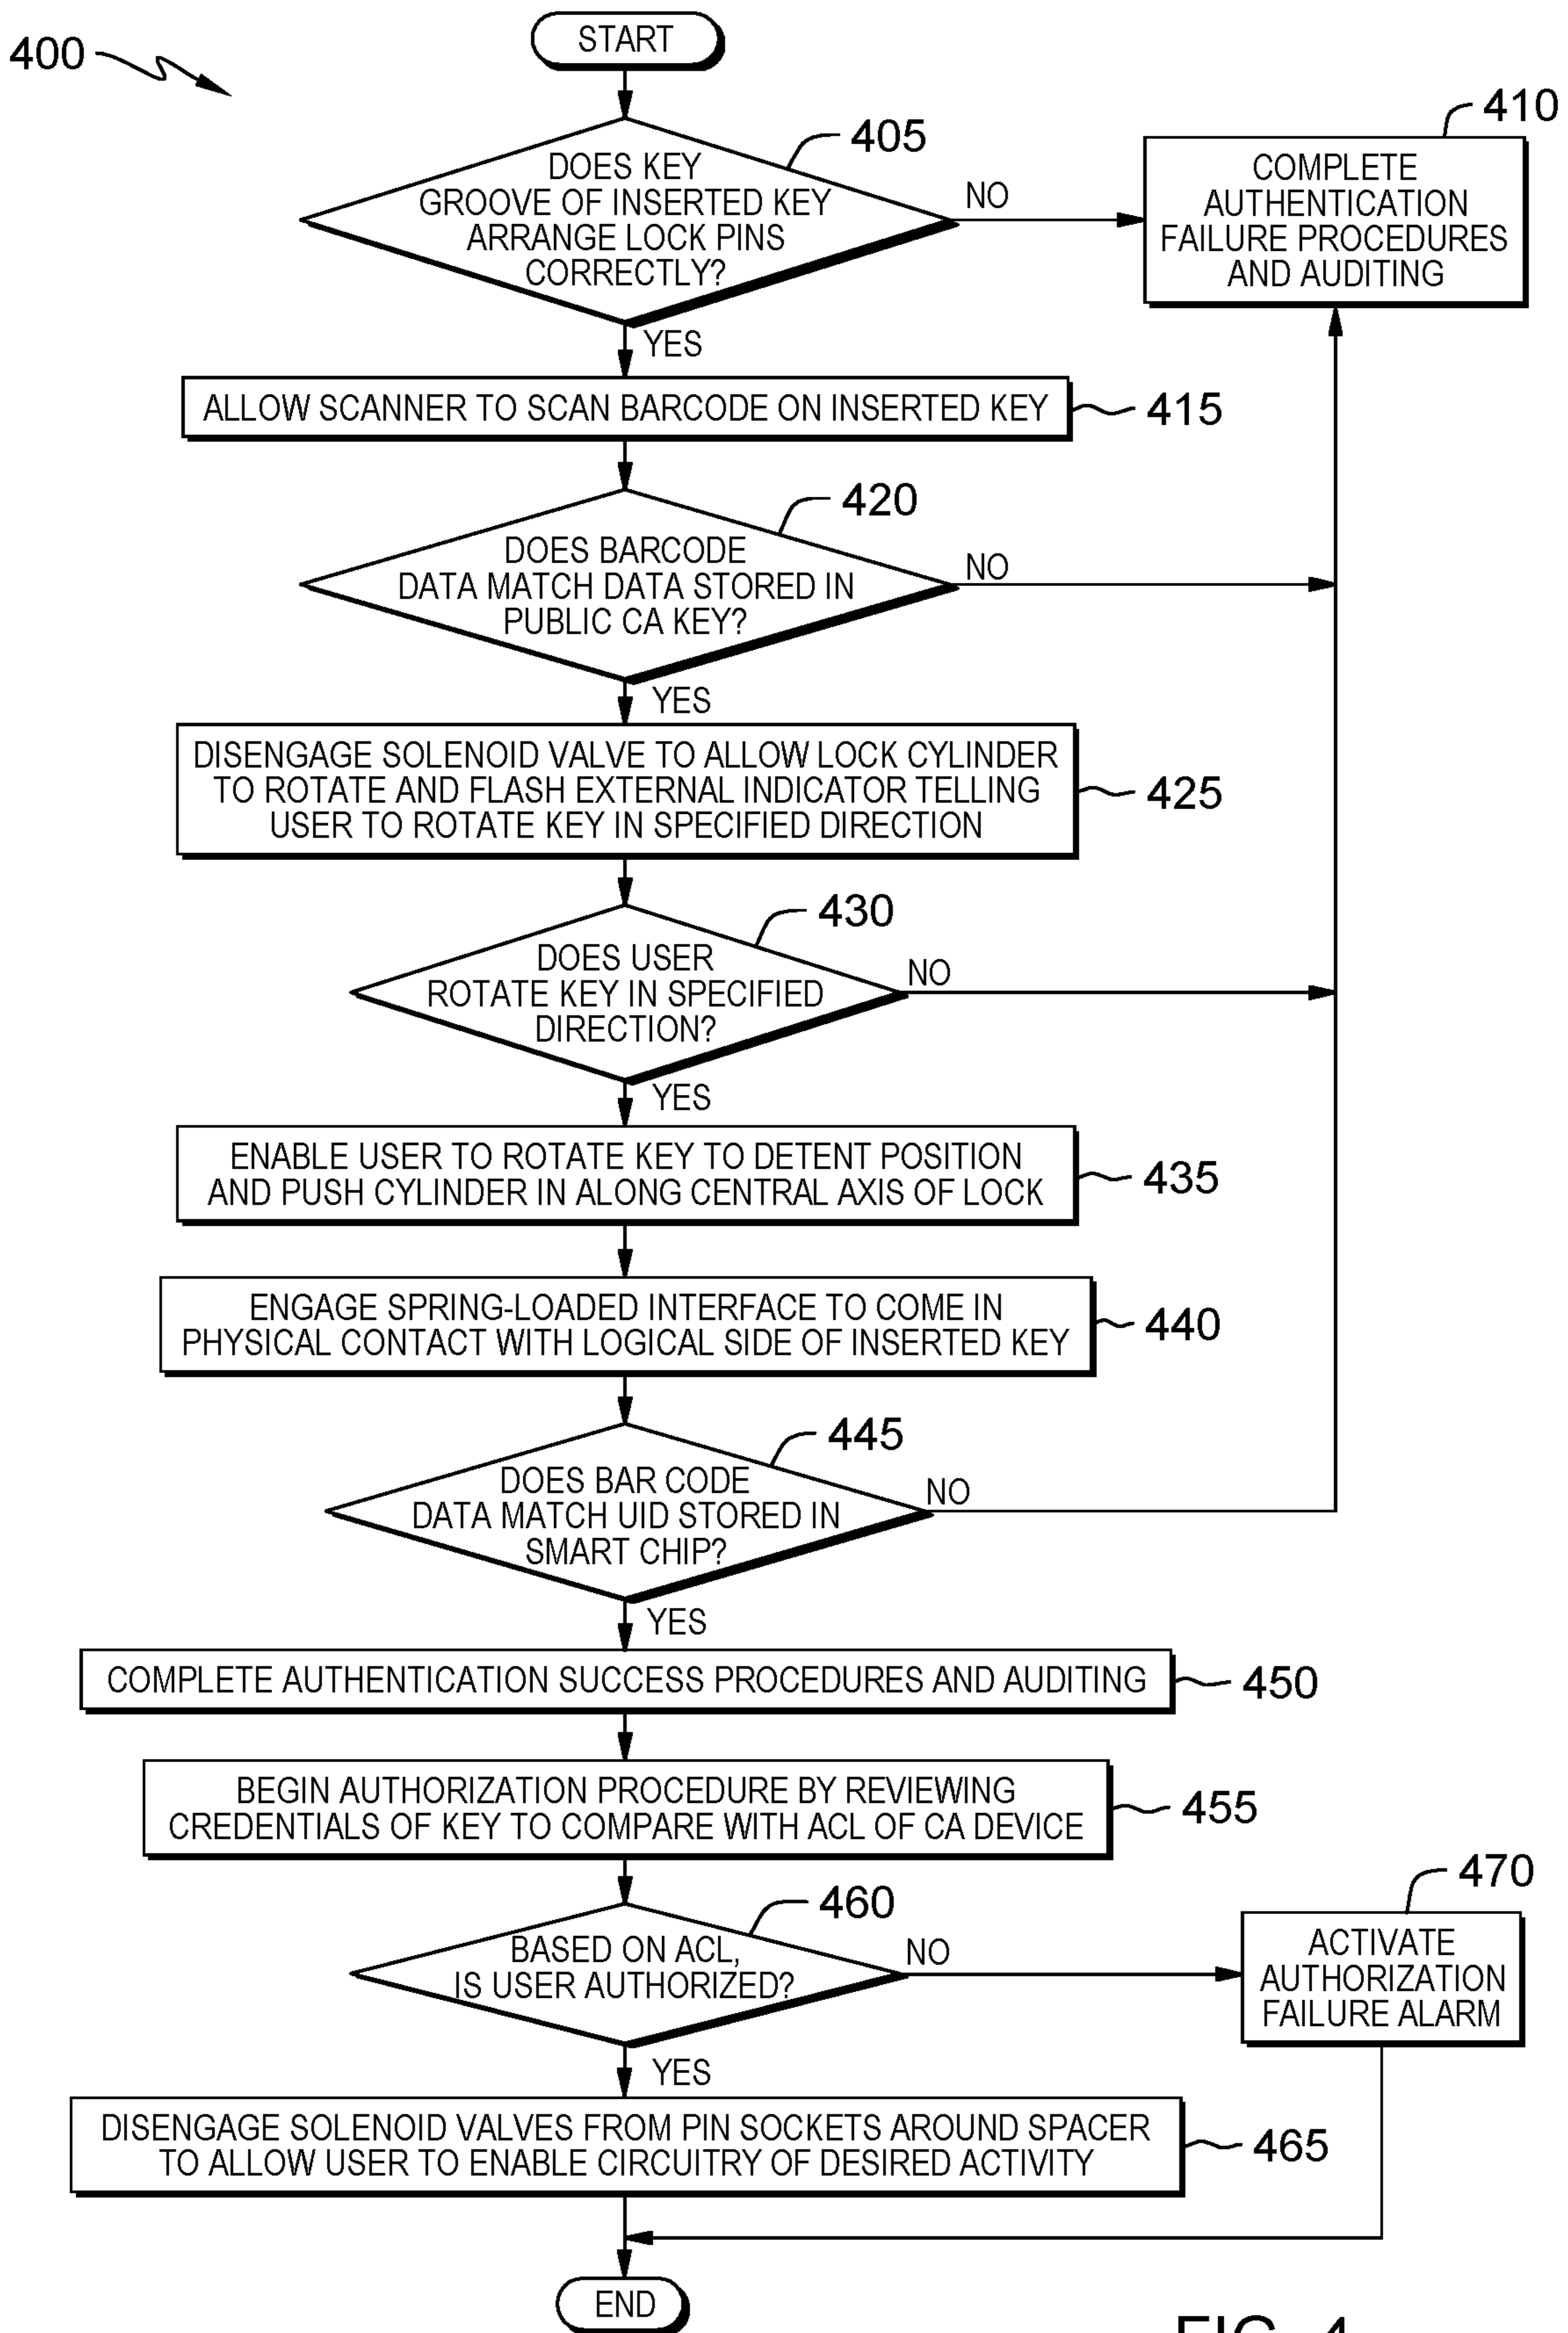 400
START
405
DOES KEY
GROOVE OF INSERTED KEY
ARRANGE LOCK PINS
CORRECTLY?
NO
410
COMPLETE
AUTHENTICATION
FAILURE PROCEDURES
AND AUDITING
YES
ALLOW SCANNER TO SCAN BARCODE ON INSERTED KEY
415
420
DOES BARCODE
DATA MATCH DATA STORED IN
PUBLIC CA KEY?
NO
YES
DISENGAGE SOLENOID VALVE TO ALLOW LOCK CYLINDER
TO ROTATE AND FLASH EXTERNAL INDICATOR TELLING
USER TO ROTATE KEY IN SPECIFIED DIRECTION
425
430
DOES USER
ROTATE KEY IN SPECIFIED
DIRECTION?
NO
YES
ENABLE USER TO ROTATE KEY TO DETENT POSITION
AND PUSH CYLINDER IN ALONG CENTRAL AXIS OF LOCK
435
ENGAGE SPRING-LOADED INTERFACE TO COME IN
PHYSICAL CONTACT WITH LOGICAL SIDE OF INSERTED KEY
440
445
DOES BAR CODE
DATA MATCH UID STORED IN
SMART CHIP?
NO
YES
COMPLETE AUTHENTICATION SUCCESS PROCEDURES AND AUDITING
450
BEGIN AUTHORIZATION PROCEDURE BY REVIEWING
CREDENTIALS OF KEY TO COMPARE WITH ACL OF CA DEVICE
455
460
BASED ON ACL,
IS USER AUTHORIZED?
NO
470
ACTIVATE
AUTHORIZATION
FAILURE ALARM
YES
DISENGAGE SOLENOID VALVES FROM PIN SOCKETS AROUND SPACER
TO ALLOW USER TO ENABLE CIRCUITRY OF DESIRED ACTIVITY
465
END
FIG. 4